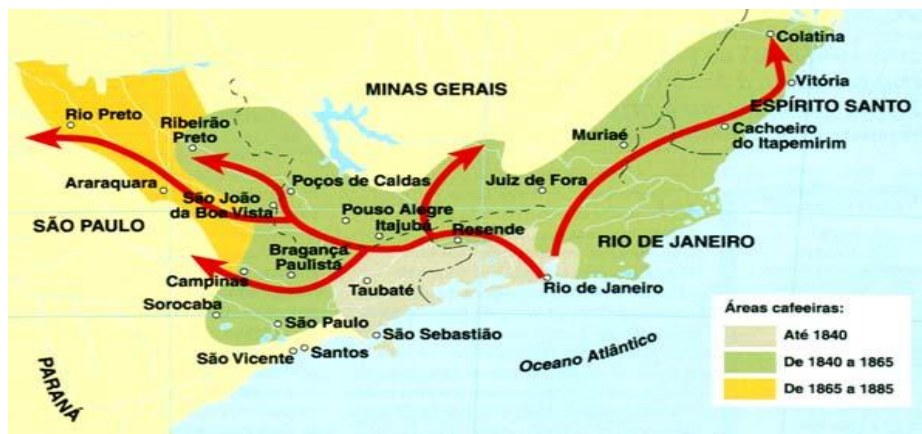 Colatina
MINAS GERAIS
Vitória
ESPÍRITO SANTO
Rio Preto
Ribeirão
Preto
Muriaé
Cachoeiro
do Itapemirim
Araraquara
Poços de Caldas
Juiz de Fora
São João
da Boa Vista
Pouso Alegre
SÃO PAULO
Itajubá
Resende
RIO DE JANEIRO
Bragança
Paulista
Campinas
Taubaté
Rio de Janeiro
Sorocaba
São Paulo
São Sebastião
São Vicente
Santos
Oceano Atlântico
PARANÁ
Áreas cafeeiras:
Até 1840
De 1840 a 1865
De 1865 a 1885